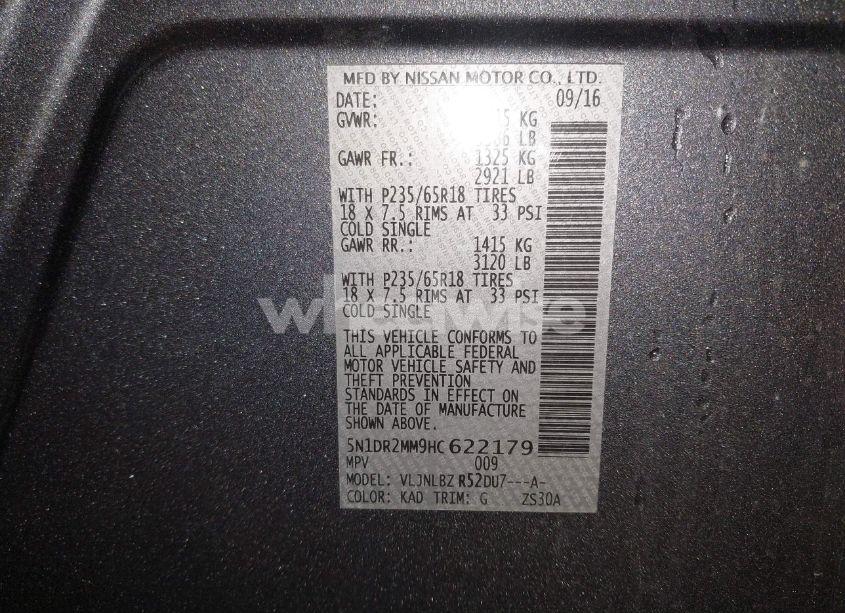 MFD BY NISSAN MOTOR CO., LTD.
DATE: 09/16
GVWR: KG
LB
GAWR FR.: 1325 KG
2921 LB
WITH P235/65R18 TIRES
18 X 7.5 RIMS AT 33 PSI
COLD SINGLE
GAWR RR.: 1415 KG
3120 LB
WITH P235/65R18 TIRES
18 X 7.5 RIMS AT 33 PSI
COLD SINGLE
THIS VEHICLE CONFORMS TO
ALL APPLICABLE FEDERAL
MOTOR VEHICLE SAFETY AND
THEFT PREVENTION
STANDARDS IN EFFECT ON
THE DATE OF MANUFACTURE
SHOWN ABOVE.
5N1DR2MM9HC622179
MPV 009
MODEL: VLJNLBZ R52DU7---A-
COLOR: KAD TRIM: G ZS30A